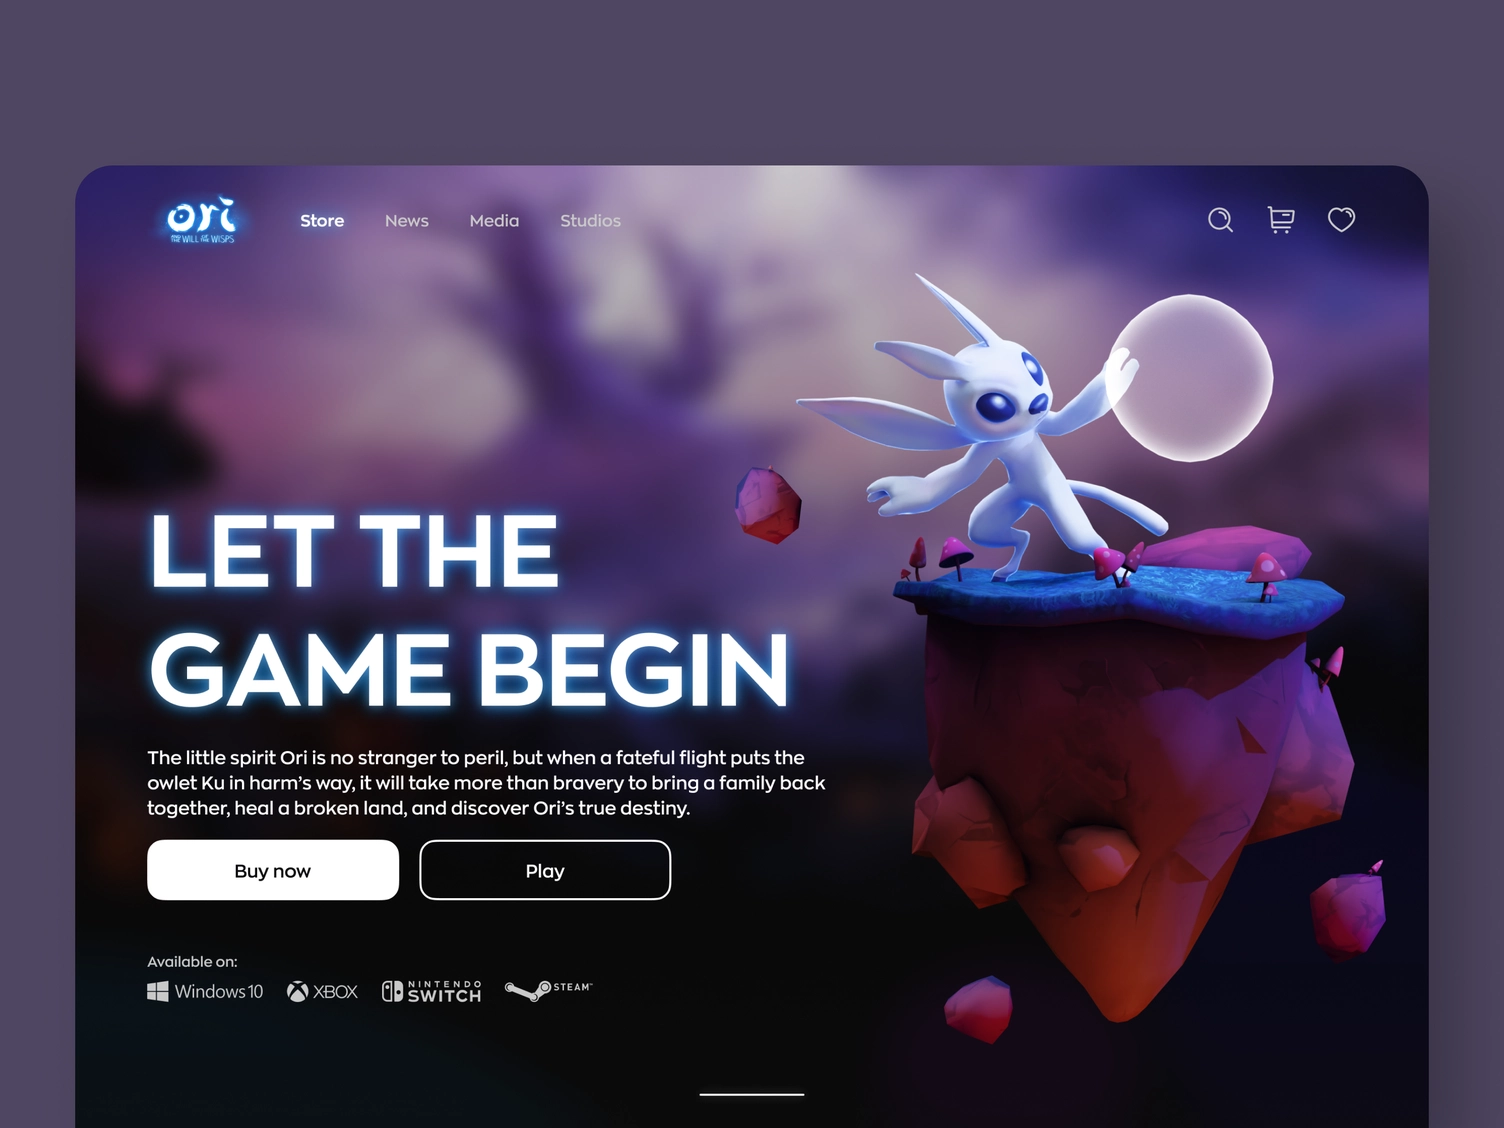 ori
AND THE WILL OF THE WISPS
Store
News
Media
Studios
LET THE
GAME BEGIN
The little spirit Ori is no stranger to peril, but when a fateful flight puts the
owlet Ku in harm’s way, it will take more than bravery to bring a family back
together, heal a broken land, and discover Ori’s true destiny.
Buy now
Play
Available on:
Windows 10
XBOX
NINTENDO
SWITCH
STEAM™